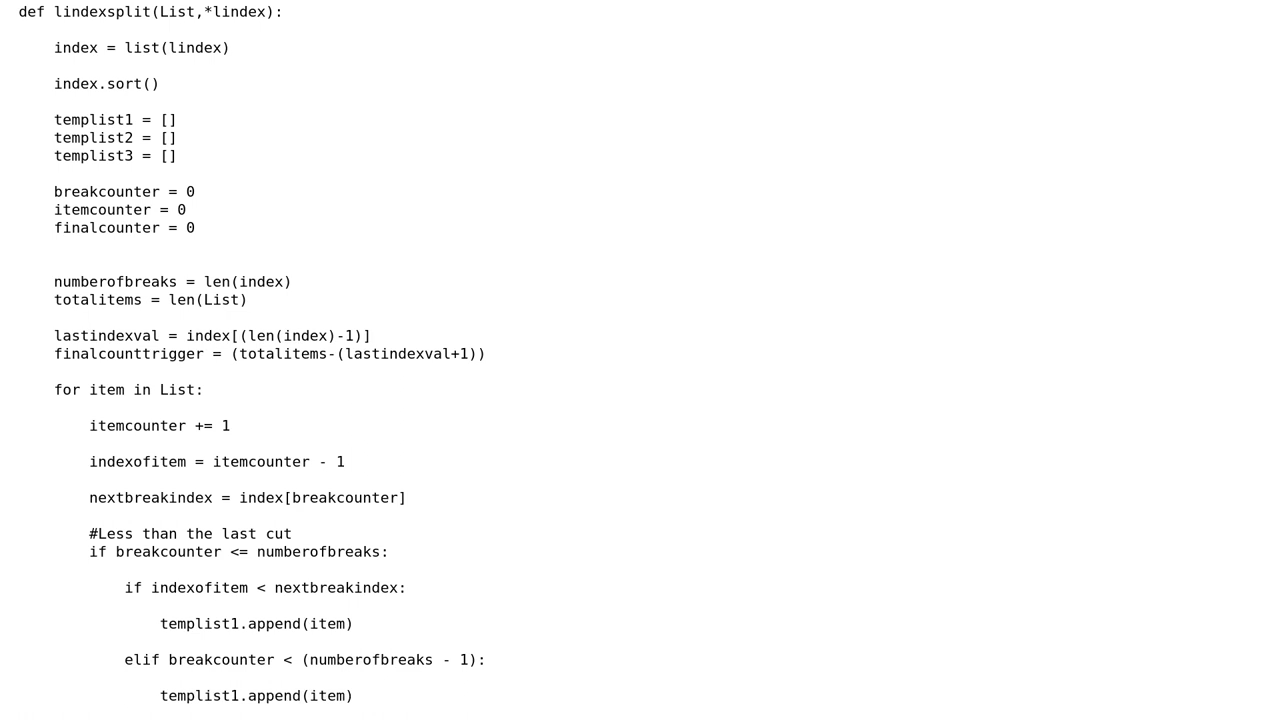 def lindexsplit(List,*lindex):
index = list(lindex)
index.sort()
templist1 = []
templist2 = []
templist3 = []
breakcounter = 0
itemcounter = 0
finalcounter = 0
numberofbreaks = len(index)
totalitems = len(List)
lastindexval = index[(len(index)-1)]
finalcounttrigger = (totalitems-(lastindexval+1))
for item in List:
itemcounter += 1
indexofitem = itemcounter - 1
nextbreakindex = index[breakcounter]
#Less than the last cut
if breakcounter <= numberofbreaks:
if indexofitem < nextbreakindex:
templist1.append(item)
elif breakcounter < (numberofbreaks - 1):
templist1.append(item)